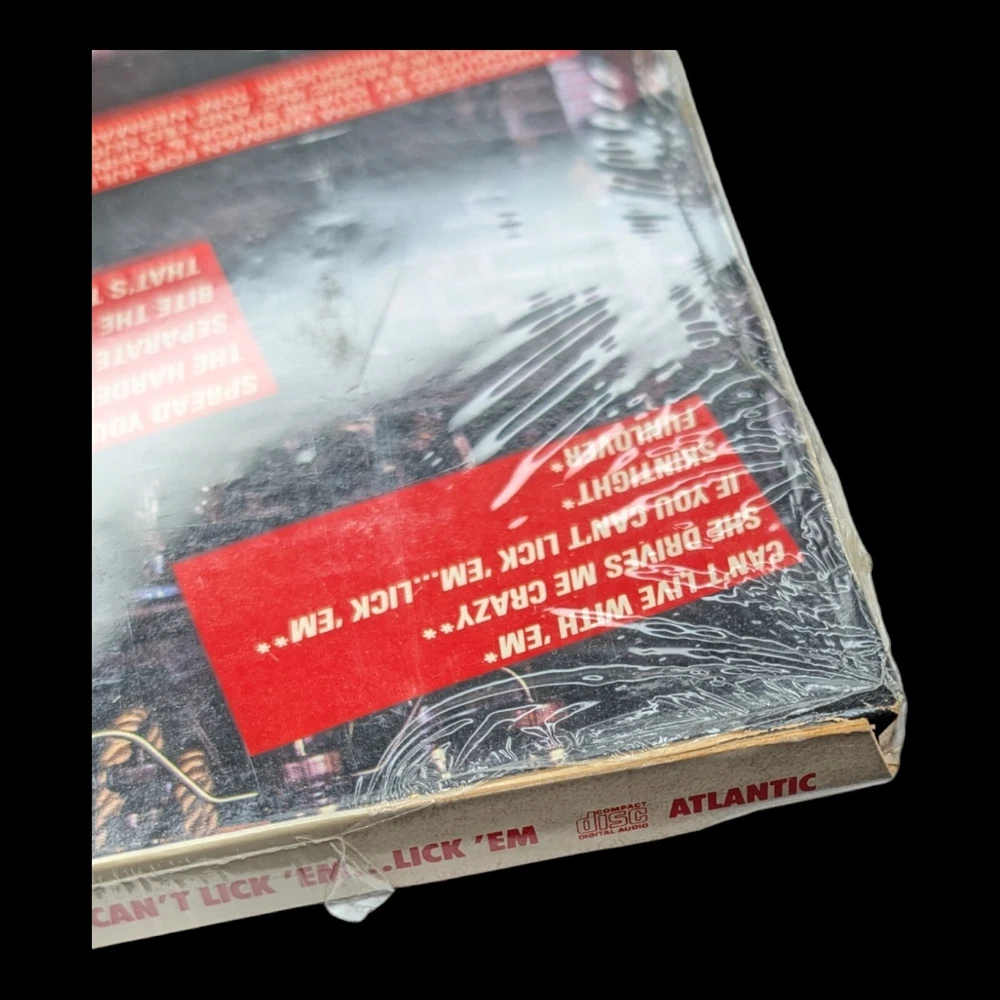 CAN'T LIVE WITH 'EM*
SHE DRIVES ME CRAZY**
IF YOU CAN'T LICK 'EM...LICK 'EM**
SKINTIGHT*
FUNLOVER*
SPREAD YOU
THE HARDE
SEPARATE
BITE THE
THAT'S T
CAN'T LICK 'EM...LICK 'EM
COMPACT
disc
DIGITAL AUDIO
ATLANTIC